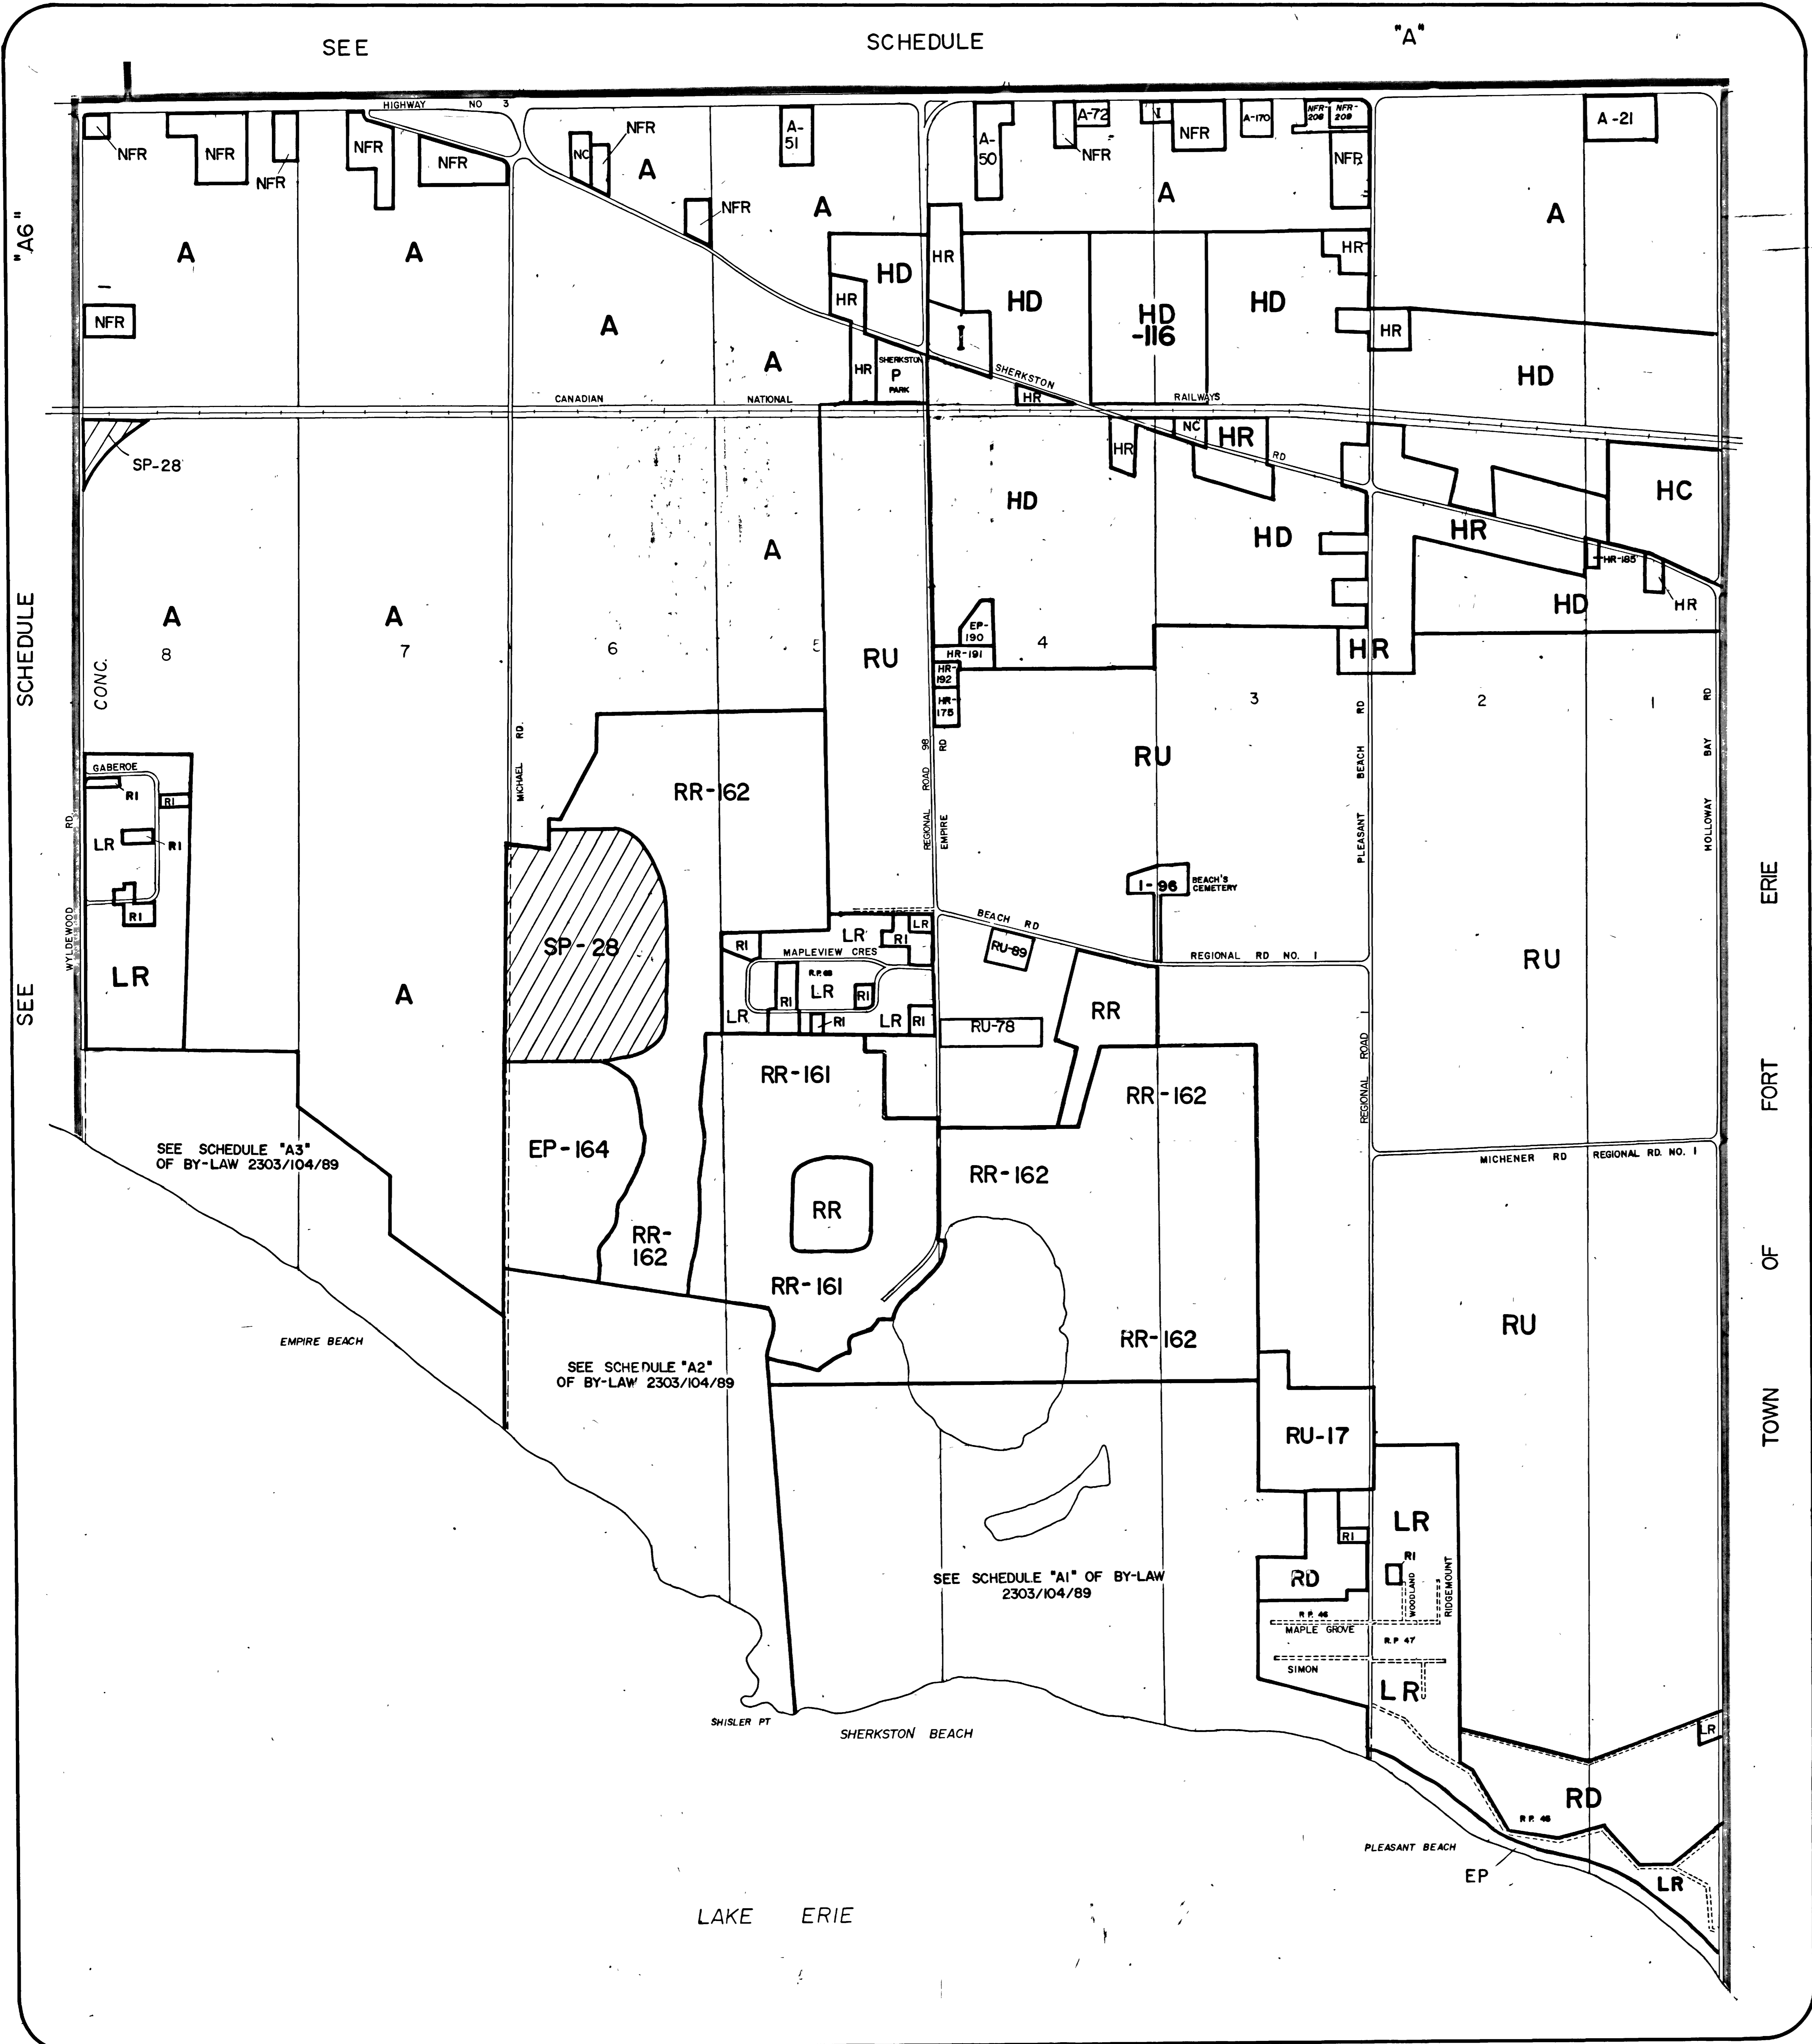 SEE SCHEDULE "A"
HIGHWAY NO 3
NFR
NFR
NFR
NFR
NFR
NC
NFR
A
A-51
A-50
A-72
NFR
I
NFR
A-170
NFR-208
NFR-209
NFR
A-21
"A6"
NFR
A
A
A
A
A
A
NFR
HR
HD
HR
HD
HD
-116
HD
HR
HR
HR
I
SHERKSTON
P
PARK
HR
A
A
HD
SHERKSTON
HR
CANADIAN NATIONAL RAILWAYS
SP-28
HR
NC
HR
RD
HC
HD
A
HD
HR
HR-185
HR
HD
SCHEDULE
A
A
8
7
6
5
RU
EP-
190
HR-191
HR-
192
HR-
175
4
HR
CONC.
3
2
1
MICHAEL RD.
REGIONAL ROAD 98
EMPIRE RD
RU
PLEASANT BEACH RD
HOLLOWAY BAY RD
GABEROE
RI
RI
LR
RI
RI
LR
WYLDEWOOD RD
RR-162
SP-28
A
I-96
BEACH'S
CEMETERY
BEACH RD
RU-89
REGIONAL RD NO. I
RU
RI
LR
RI
LR
MAPLEVIEW CRES
R.P. 68
LR
RI
RI
LR
RI
LR
RI
RU-78
RR
SEE
REGIONAL ROAD I
RR-161
RR-162
SEE SCHEDULE "A3"
OF BY-LAW 2303/104/89
EP-164
RR-162
MICHENER RD REGIONAL RD. NO. I
RR
RR-
162
RR-161
RR-162
RU
EMPIRE BEACH
SEE SCHEDULE "A2"
OF BY-LAW 2303/104/89
TOWN OF FORT ERIE
RU-17
LR
RI
RI
RD
WOODLAND
RIDGEMOUNT
SEE SCHEDULE "A1" OF BY-LAW
2303/104/89
R.P. 46
MAPLE GROVE
R.P 47
SIMON
LR
SHISLER PT
SHERKSTON BEACH
LR
RD
R P. 46
PLEASANT BEACH
EP
LR
LAKE ERIE